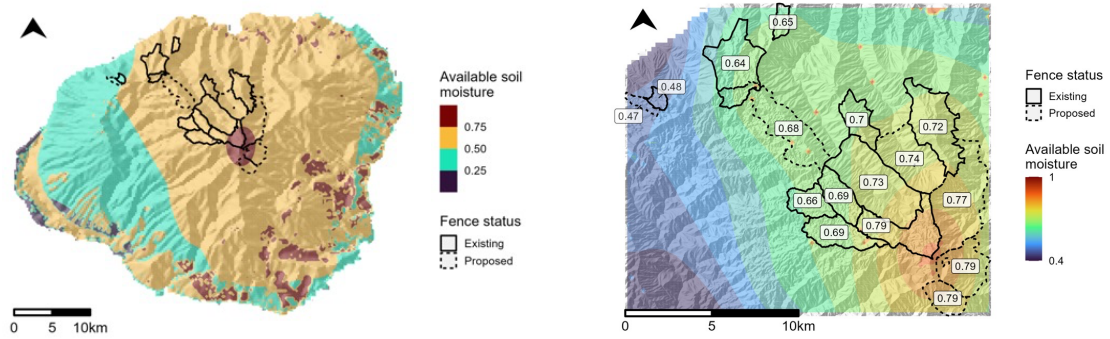 Available soil
moisture
0.75
0.50
0.25
Fence status
Existing
Proposed
0 5 10km
0.65
0.64
0.48
0.47
0.68
0.7
0.72
0.74
0.73
0.77
0.66
0.69
0.69
0.79
0.79
0.79
0 5 10km
Fence status
Existing
Proposed
Available soil
moisture
1
0.4